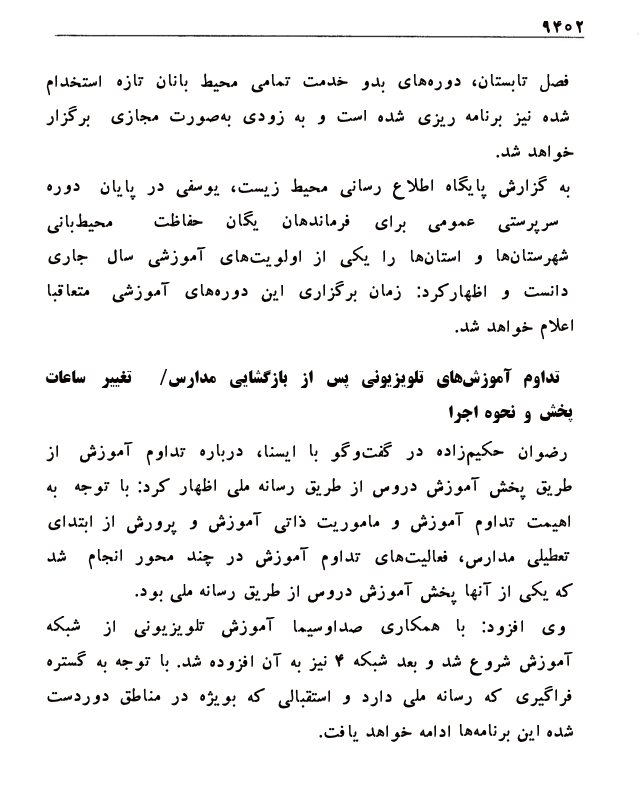 ۹۴۰۲
فصل تابستان، دوره‌های بدو خدمت تمامی محیط بانان تازه استخدام
شده نیز برنامه ریزی شده است و به زودی به‌صورت مجازی برگزار
خواهد شد.
به گزارش پایگاه اطلاع رسانی محیط زیست، یوسفی در پایان دوره
سرپرستی عمومی برای فرماندهان یگان حفاظت محیط‌بانی
شهرستان‌ها و استان‌ها را یکی از اولویت‌های آموزشی سال جاری
دانست و اظهارکرد: زمان برگزاری این دوره‌های آموزشی متعاقبا
اعلام خواهد شد.
تداوم آموزش‌های تلویزیونی پس از بازگشایی مدارس/ تغییر ساعات
پخش و نحوه اجرا
رضوان حکیم‌زاده در گفت‌وگو با ایسنا، درباره تداوم آموزش از
طریق پخش آموزش دروس از طریق رسانه ملی اظهار کرد: با توجه به
اهیمت تداوم آموزش و ماموریت ذاتی آموزش و پرورش از ابتدای
تعطیلی مدارس، فعالیت‌های تداوم آموزش در چند محور انجام شد
که یکی از آنها پخش آموزش دروس از طریق رسانه ملی بود.
وی افزود: با همکاری صداوسیما آموزش تلویزیونی از شبکه
آموزش شروع شد و بعد شبکه ۴ نیز به آن افزوده شد. با توجه به گستره
فراگیری که رسانه ملی دارد و استقبالی که بویژه در مناطق دوردست
شده این برنامه‌ها ادامه خواهد یافت.